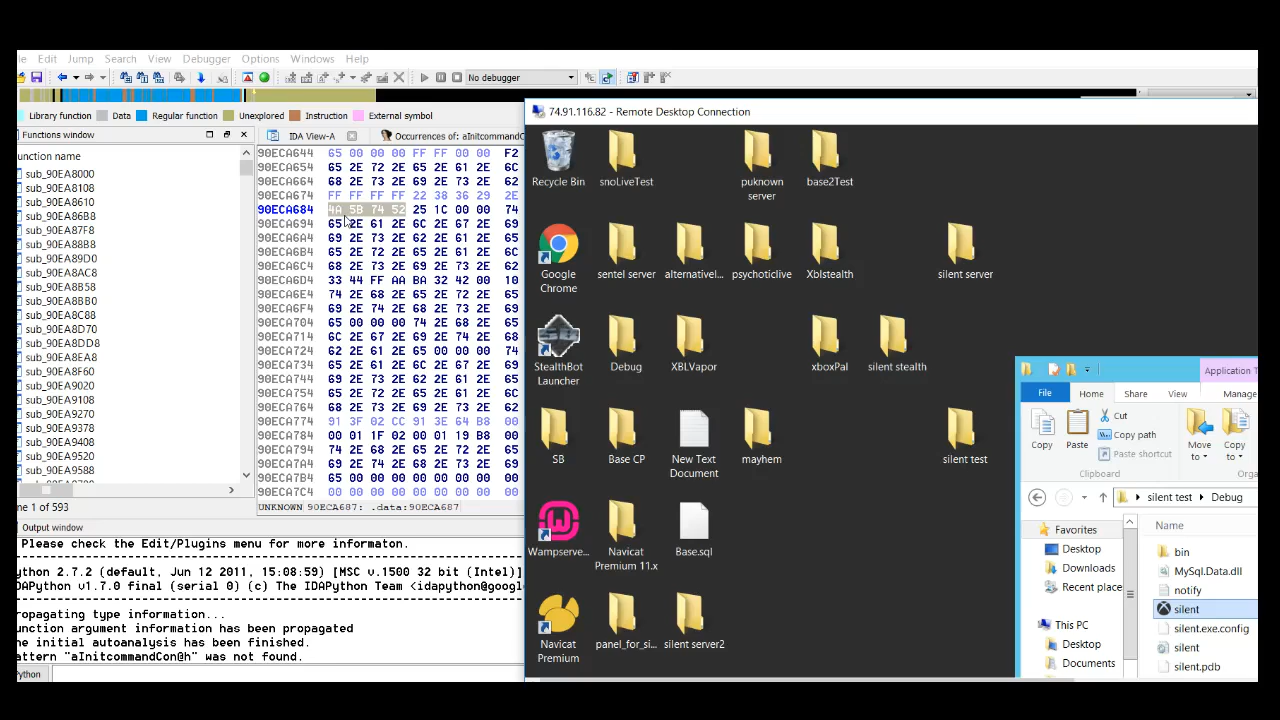 le Edit Jump Search View Debugger Options Windows Help
No debugger
Library function Data Regular function Unexplored Instruction External symbol
Functions window
unction name
sub_90EA8000
sub_90EA8108
sub_90EA8610
sub_90EA86B8
sub_90EA87F8
sub_90EA88B8
sub_90EA89D0
sub_90EA8AC8
sub_90EA8B58
sub_90EA8BB0
sub_90EA8C88
sub_90EA8D70
sub_90EA8DD8
sub_90EA8EA8
sub_90EA8F60
sub_90EA9020
sub_90EA9108
sub_90EA9270
sub_90EA9378
sub_90EA9408
sub_90EA9520
sub_90EA9588
ne 1 of 593
IDA View-A Occurrences of: aInitcommandC
90ECA644 65 00 00 00 FF FF 00 00 F2
90ECA654 65 2E 72 2E 65 2E 61 2E 6C
90ECA664 68 2E 73 2E 69 2E 73 2E 62
90ECA674 FF FF FF FF 22 38 36 29 2E
90ECA684 4A 5B 74 52 25 1C 00 00 74
90ECA694 65 2E 61 2E 6C 2E 67 2E 69
90ECA6A4 69 2E 73 2E 62 2E 61 2E 65
90ECA6B4 65 2E 72 2E 65 2E 61 2E 6C
90ECA6C4 68 2E 73 2E 69 2E 73 2E 62
90ECA6D4 33 44 FF AA BA 32 42 00 10
90ECA6E4 74 2E 68 2E 65 2E 72 2E 65
90ECA6F4 69 2E 74 2E 68 2E 73 2E 69
90ECA704 65 00 00 00 74 2E 68 2E 65
90ECA714 6C 2E 67 2E 69 2E 74 2E 68
90ECA724 62 2E 61 2E 65 00 00 00 74
90ECA734 65 2E 61 2E 6C 2E 67 2E 69
90ECA744 69 2E 73 2E 62 2E 61 2E 65
90ECA754 65 2E 72 2E 65 2E 61 2E 6C
90ECA764 68 2E 73 2E 69 2E 73 2E 62
90ECA774 91 3F 02 CC 91 3E 64 B8 00
90ECA784 00 01 1F 02 00 01 19 B8 00
90ECA794 74 2E 68 2E 65 2E 72 2E 65
90ECA7A4 69 2E 74 2E 68 2E 73 2E 69
90ECA7B4 65 00 00 00 00 00 00 00 00
90ECA7C4 00 00 00 00 00 00 00 00 00
UNKNOWN 90ECA687: .data:90ECA687
Output window
Please check the Edit/Plugins menu for more informaton.
ython 2.7.2 (default, Jun 12 2011, 15:08:59) [MSC v.1500 32 bit (Intel)]
DAPython v1.7.0 final (serial 0) (c) The IDAPython Team <idapython@googl
ropagating type information...
unction argument information has been propagated
he initial autoanalysis has been finished.
attern "aInitcommandCon@h" was not found.
ython
74.91.116.82 - Remote Desktop Connection
Recycle Bin
snoLiveTest
puknown
server
base2Test
Google
Chrome
sentel server
alternativel...
psychoticlive
Xblstealth
silent server
StealthBot
Launcher
Debug
XBLVapor
xboxPal
silent stealth
SB
Base CP
New Text
Document
mayhem
silent test
Wampserve...
Navicat
Premium 11.x
Base.sql
Navicat
Premium
panel_for_si...
silent server2
Application T
File Home Share View Manage
Copy
Paste
Cut
Copy path
Paste shortcut
Move
to
Copy
to
Clipboard
Orga
silent test Debug
Favorites
Desktop
Downloads
Recent place
This PC
Desktop
Documents
Name
bin
MySql.Data.dll
notify
silent
silent.exe.config
silent
silent.pdb